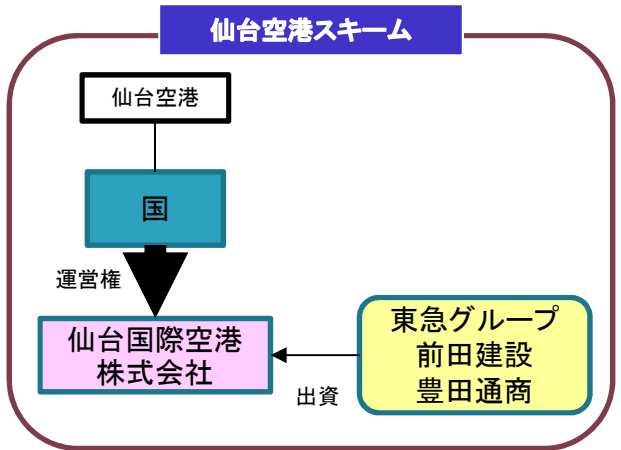 仙台空港スキーム
仙台空港
国
運営権
仙台国際空港
株式会社
東急グループ
前田建設
豊田通商
出資